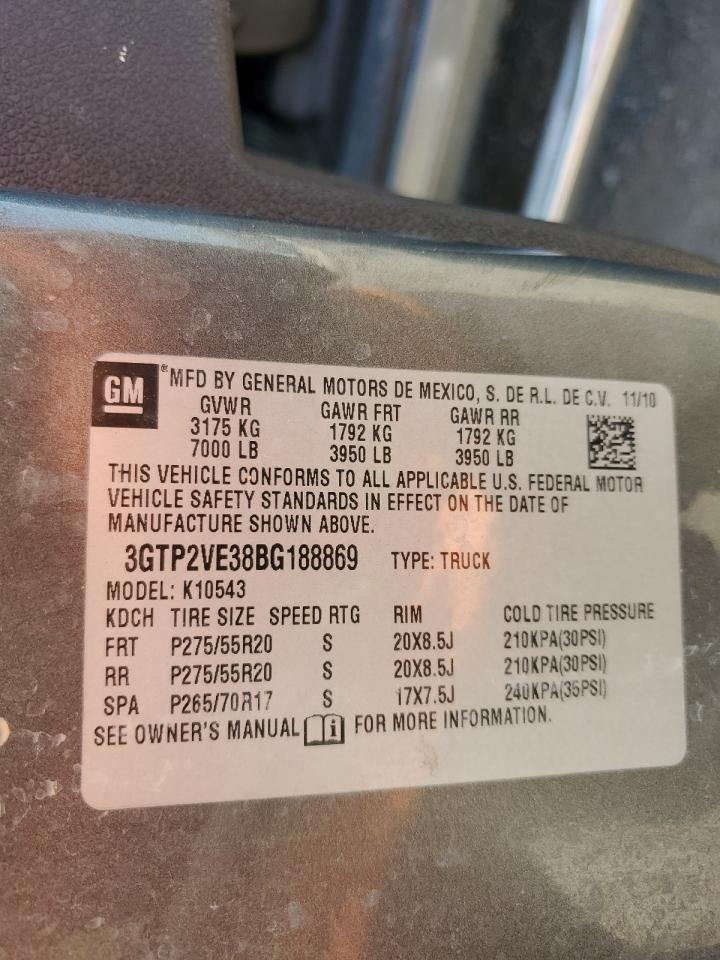 GM ® MFD BY GENERAL MOTORS DE MEXICO, S. DE R.L. DE C.V. 11/10
GVWR GAWR FRT GAWR RR
3175 KG 1792 KG 1792 KG
7000 LB 3950 LB 3950 LB
THIS VEHICLE CONFORMS TO ALL APPLICABLE U.S. FEDERAL MOTOR
VEHICLE SAFETY STANDARDS IN EFFECT ON THE DATE OF
MANUFACTURE SHOWN ABOVE.
3GTP2VE38BG188869 TYPE: TRUCK
MODEL: K10543
KDCH TIRE SIZE SPEED RTG RIM COLD TIRE PRESSURE
FRT P275/55R20 S 20X8.5J 210KPA(30PSI)
RR P275/55R20 S 20X8.5J 210KPA(30PSI)
SPA P265/70R17 S 17X7.5J 240KPA(35PSI)
SEE OWNER'S MANUAL i FOR MORE INFORMATION.